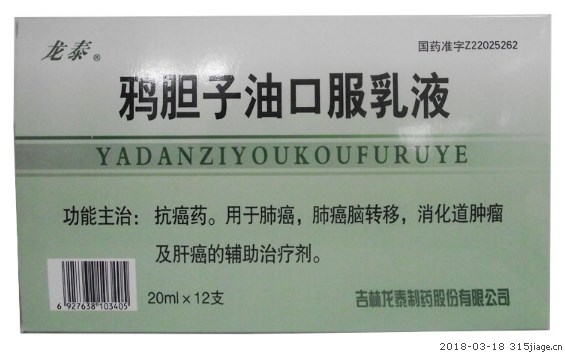 龙泰®
国药准字Z22025262
鸦胆子油口服乳液
YADANZIYOUKOUFURUYE
功能主治：抗癌药。用于肺癌，肺癌脑转移，消化道肿瘤
及肝癌的辅助治疗剂。
6 927638 103405
20ml×12支
吉林龙泰制药股份有限公司
2018-03-18 315jiage.cn